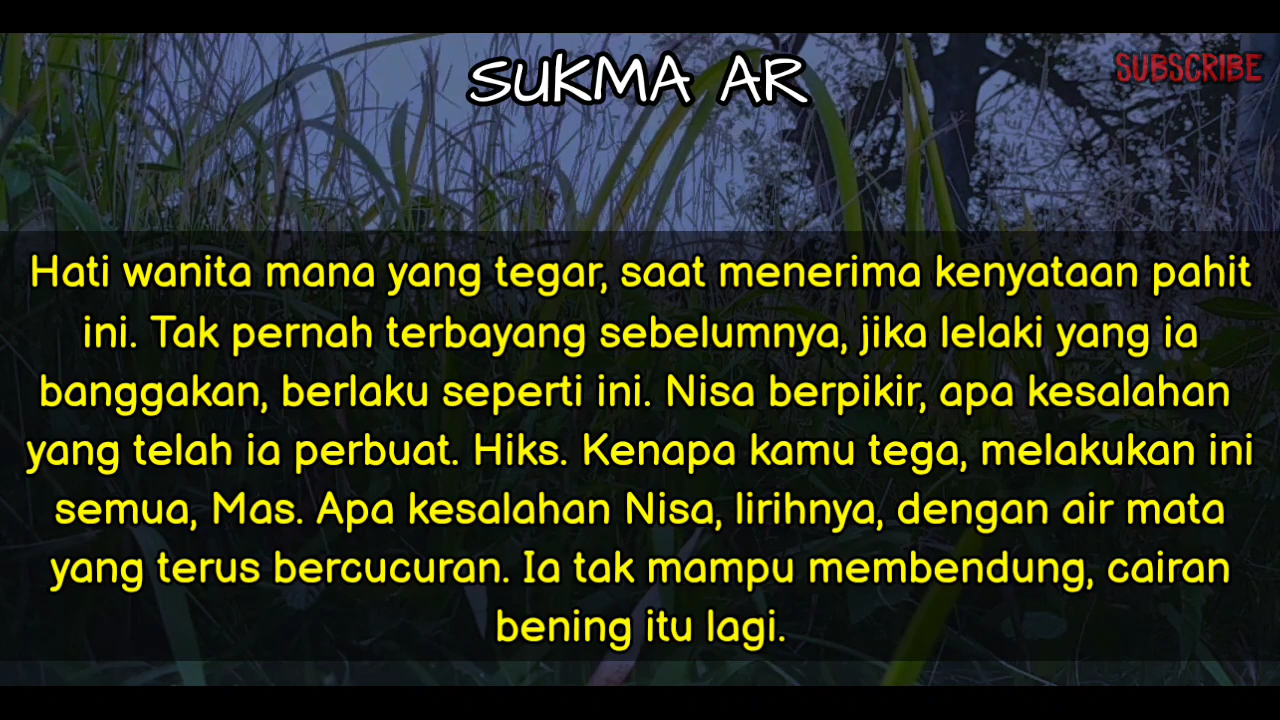 SUKMA AR
SUBSCRIBE
Hati wanita mana yang tegar, saat menerima kenyataan pahit
ini. Tak pernah terbayang sebelumnya, jika lelaki yang ia
banggakan, berlaku seperti ini. Nisa berpikir, apa kesalahan
yang telah ia perbuat. Hiks. Kenapa kamu tega, melakukan ini
semua, Mas. Apa kesalahan Nisa, lirihnya, dengan air mata
yang terus bercucuran. Ia tak mampu membendung, cairan
bening itu lagi.